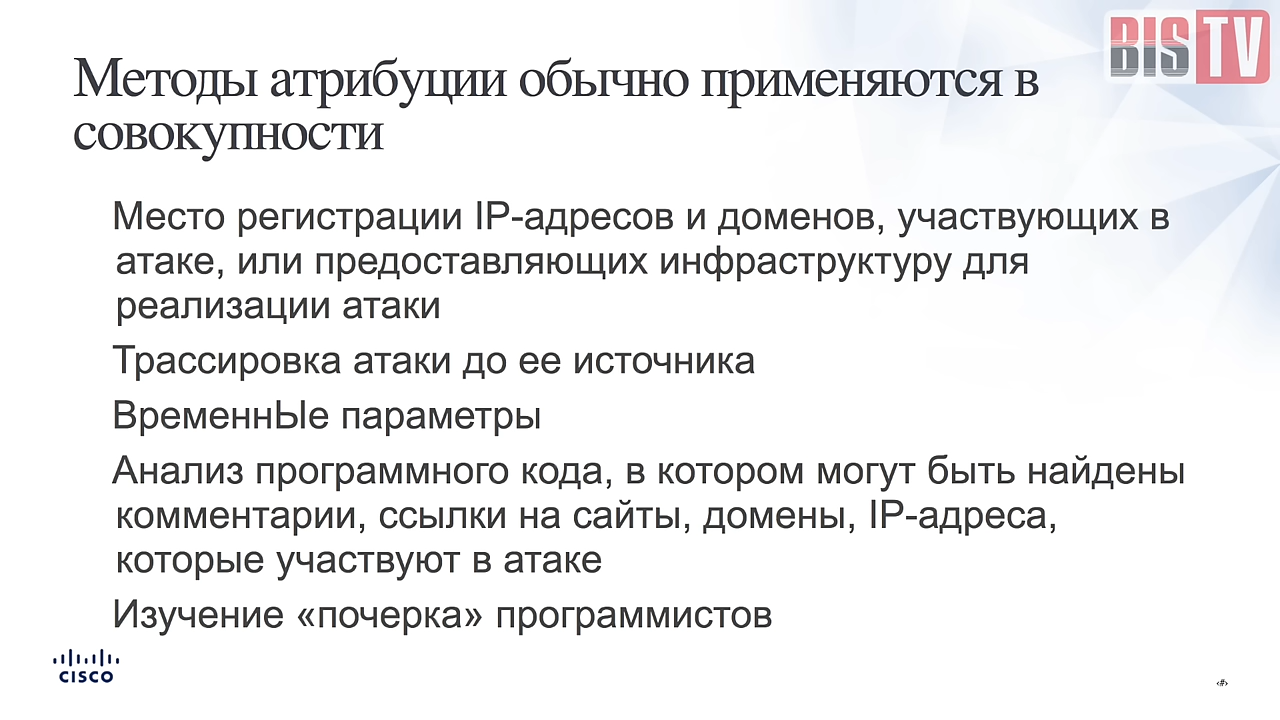 BIS TV
Методы атрибуции обычно применяются в
совокупности
Место регистрации IP-адресов и доменов, участвующих в
атаке, или предоставляющих инфраструктуру для
реализации атаки
Трассировка атаки до ее источника
ВременнЫе параметры
Анализ программного кода, в котором могут быть найдены
комментарии, ссылки на сайты, домены, IP-адреса,
которые участвуют в атаке
Изучение «почерка» программистов
CISCO
‹#›